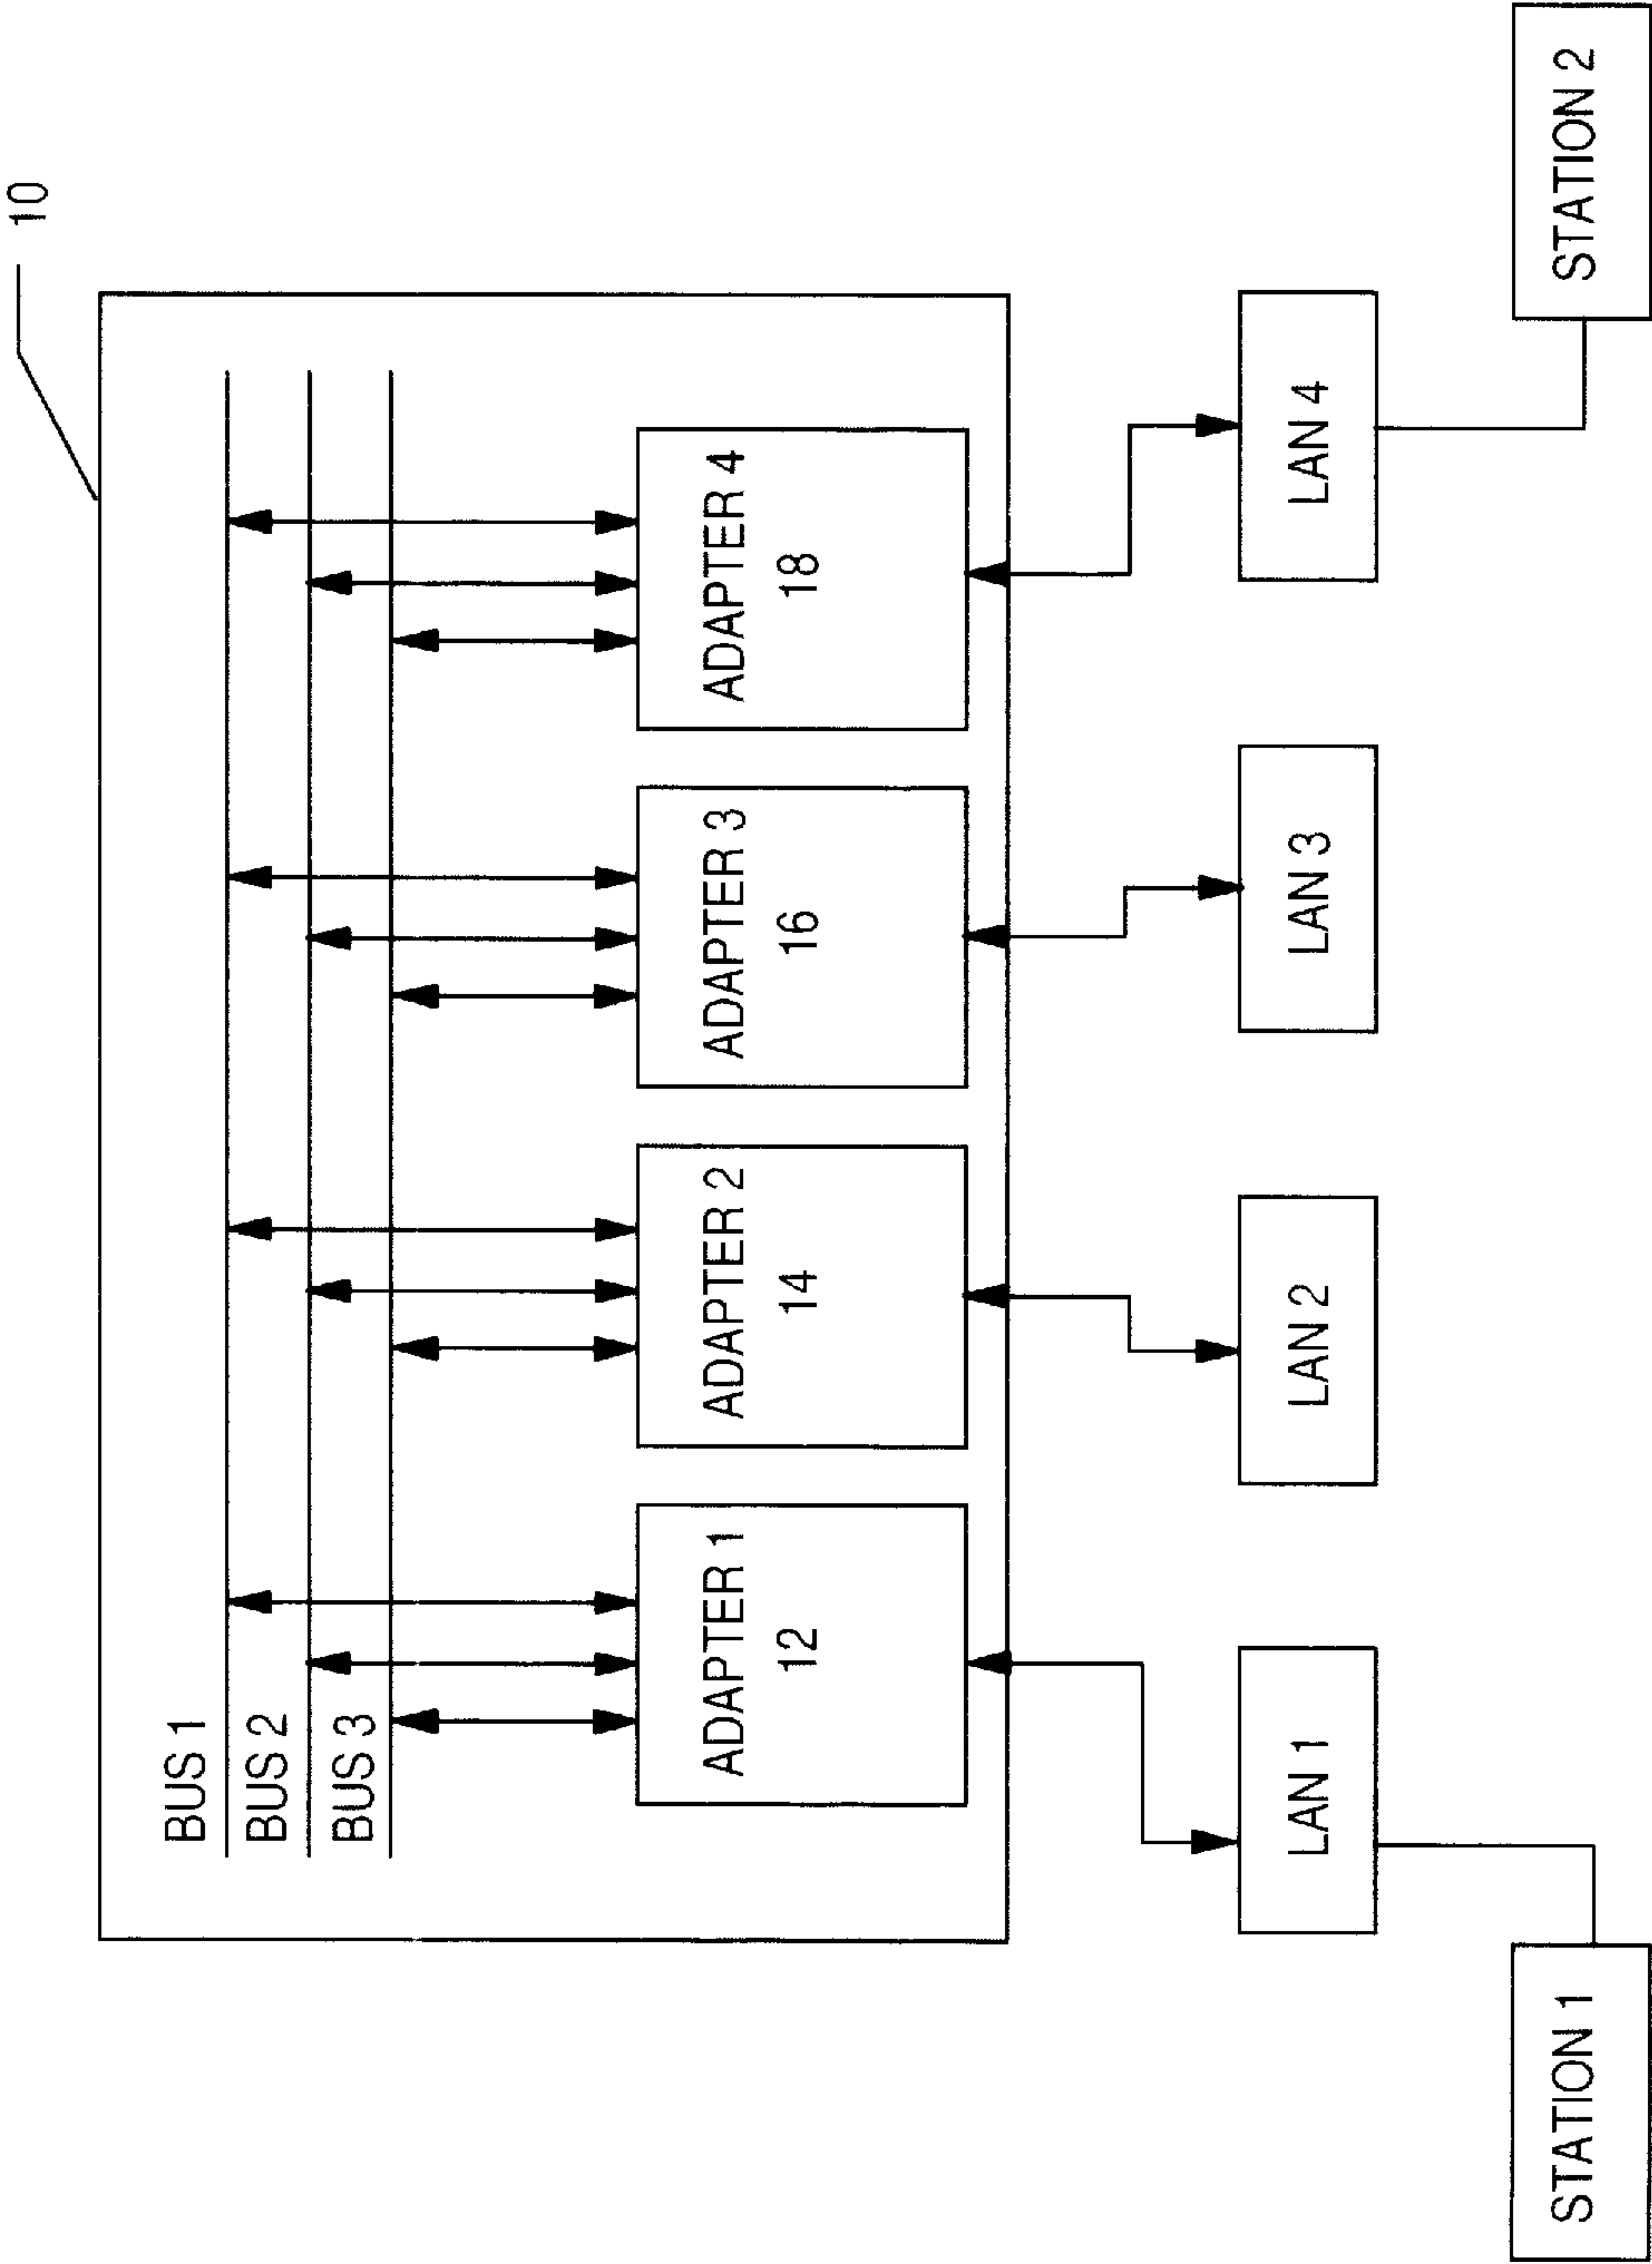 10
BUS 1
BUS 2
BUS 3
ADAPTER 1
12
ADAPTER 2
14
ADAPTER 3
16
ADAPTER 4
18
LAN 1
LAN 2
LAN 3
LAN 4
STATION 1
STATION 2